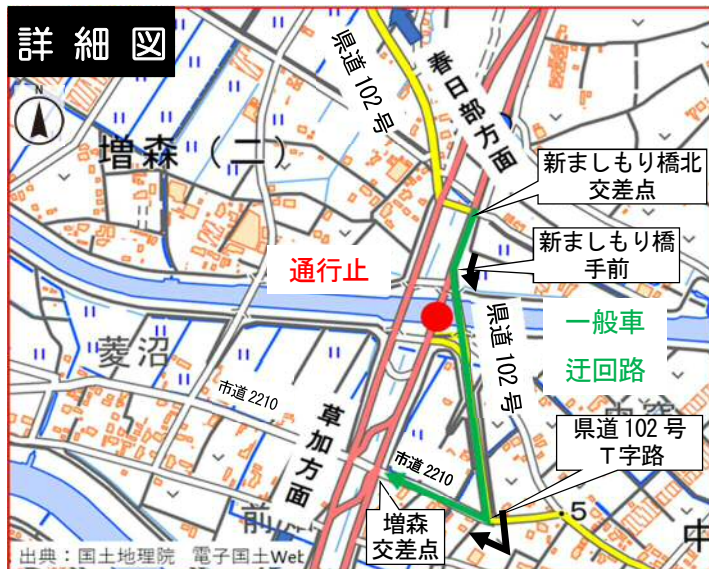 詳細図
県道102号
春日部方面
N
増森(二)
新ましもり橋北
交差点
新ましもり橋
手前
通行止
県道102号
一般車
迂回路
菱沼
市道2210
草加方面
市道2210
県道102号
T字路
・5
増森
交差点
前
中
出典:国土地理院 電子国土Wet